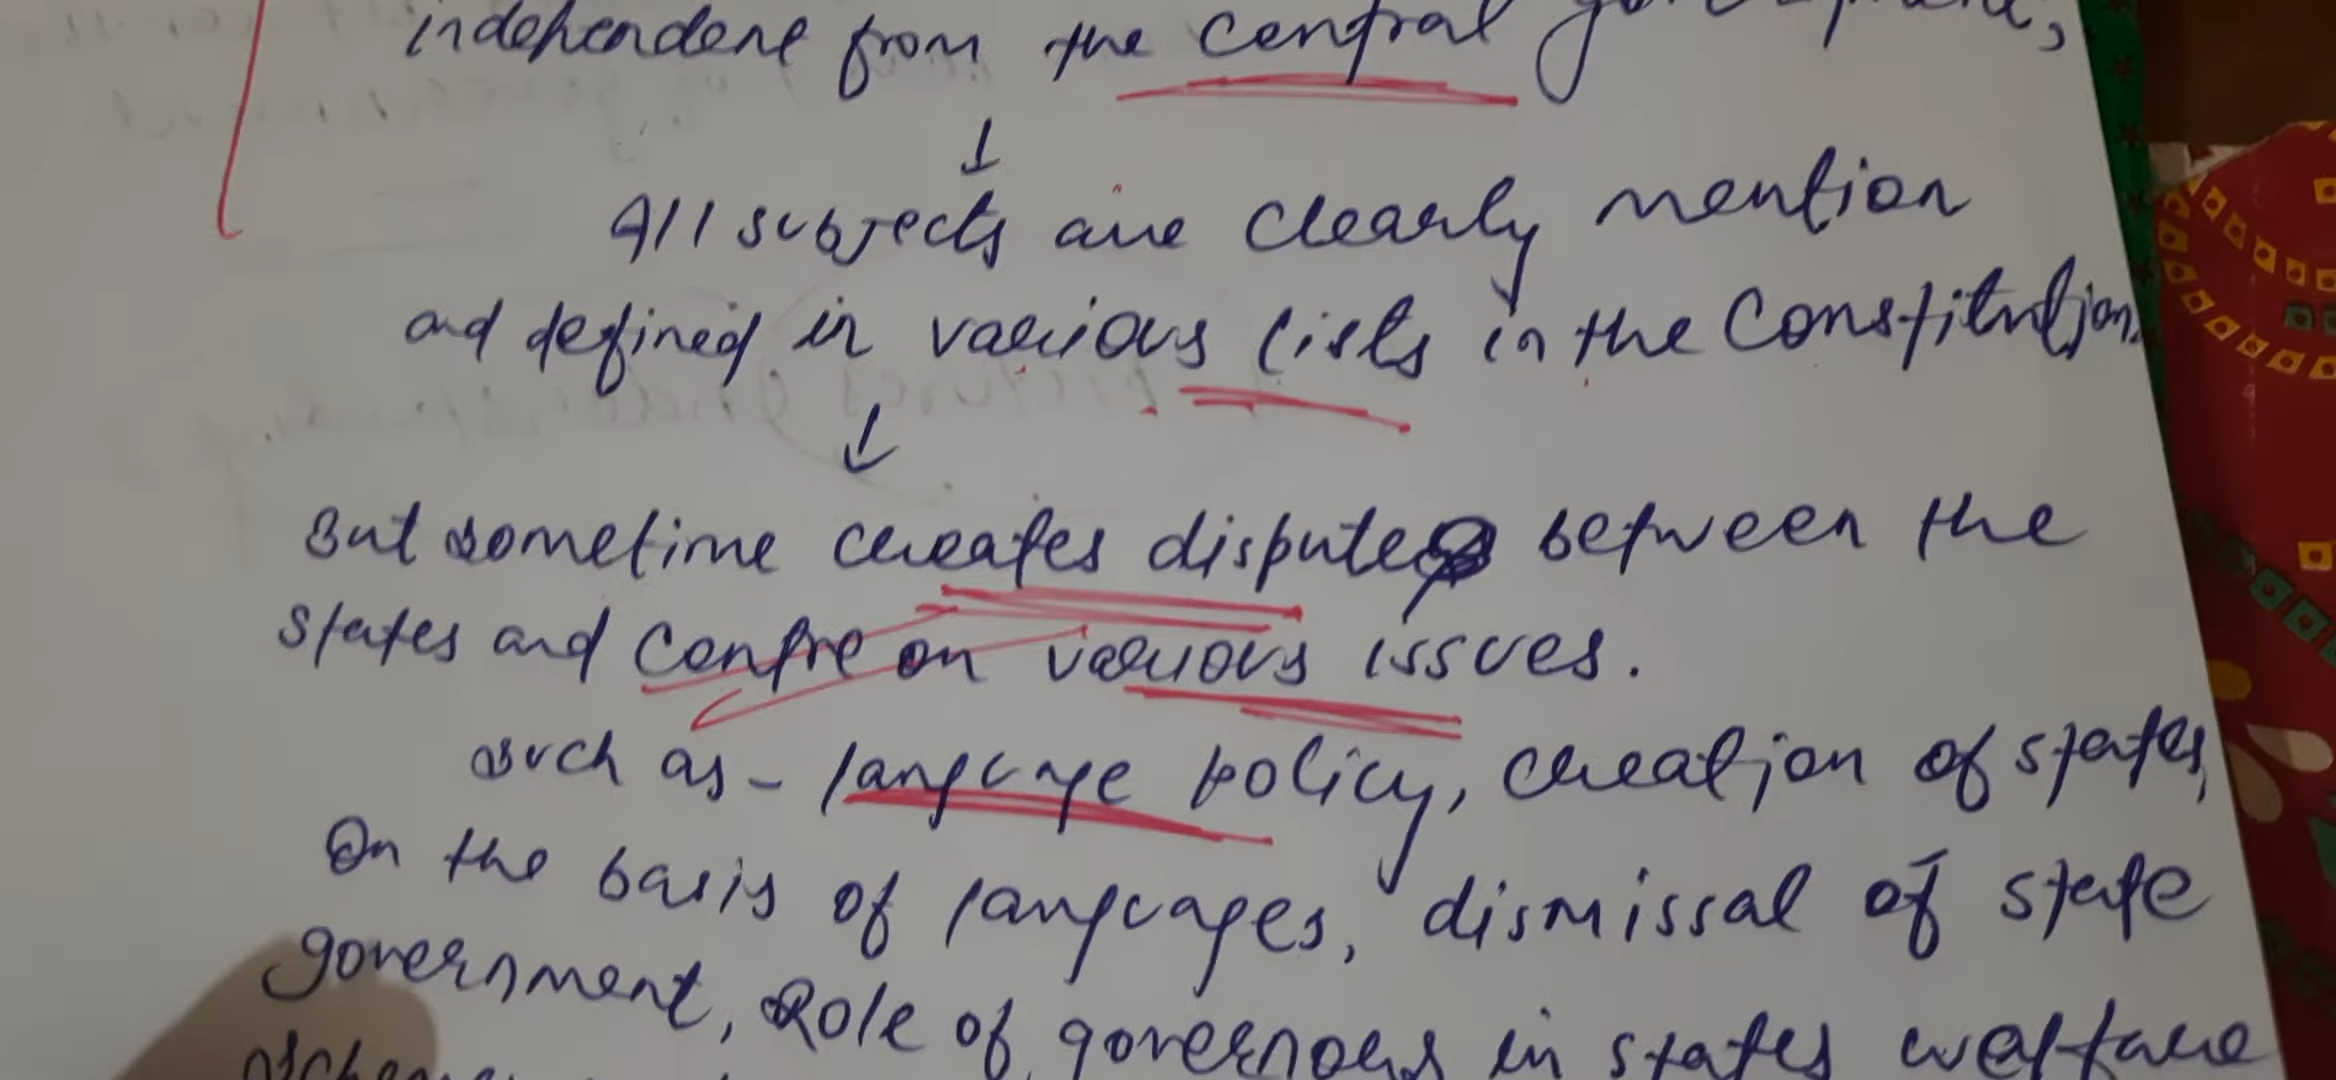 independent from the central government,
↓
All subjects are clearly mention
and defined in various lists in the Constitution.
↓
But sometime creates dispute between the
states and Centre on various issues.
such as - language policy, creation of states,
On the basis of languages, dismissal of state
government, Role of governors in states welfare